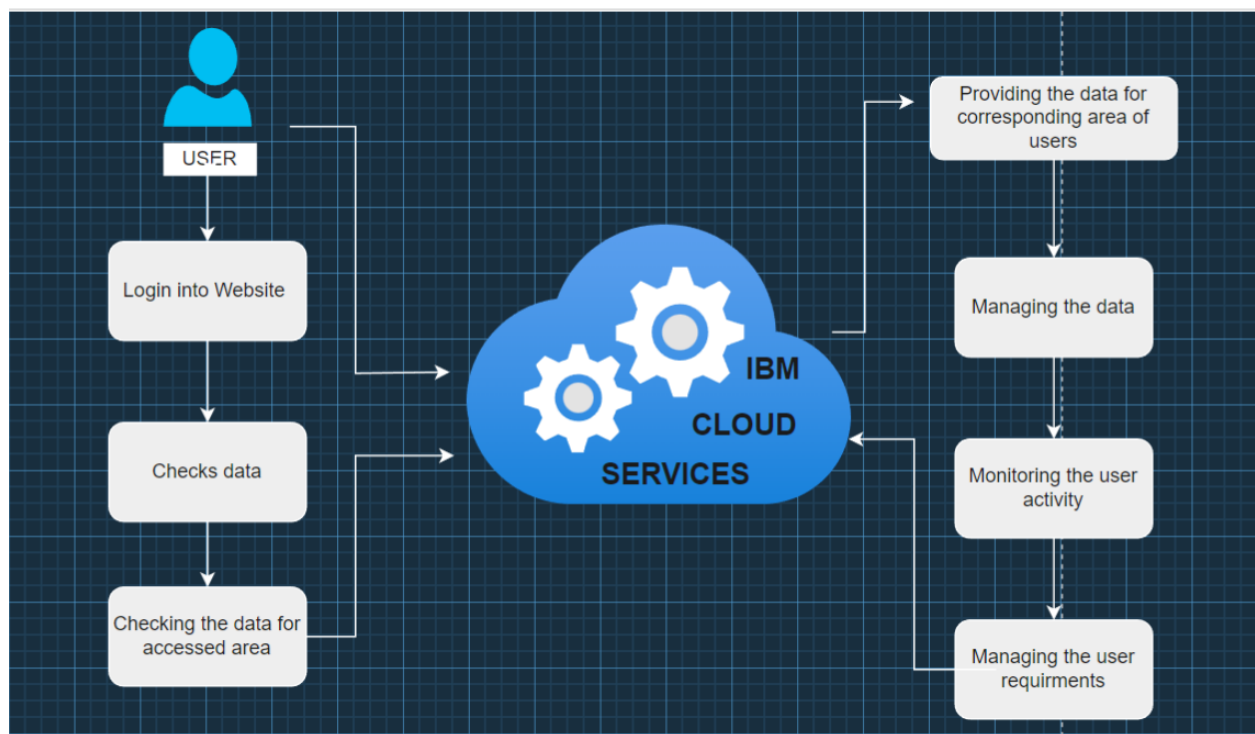 USER
Login into Website
Checks data
Checking the data for
accessed area
IBM
CLOUD
SERVICES
Providing the data for
corresponding area of
users
Managing the data
Monitoring the user
activity
Managing the user
requirments